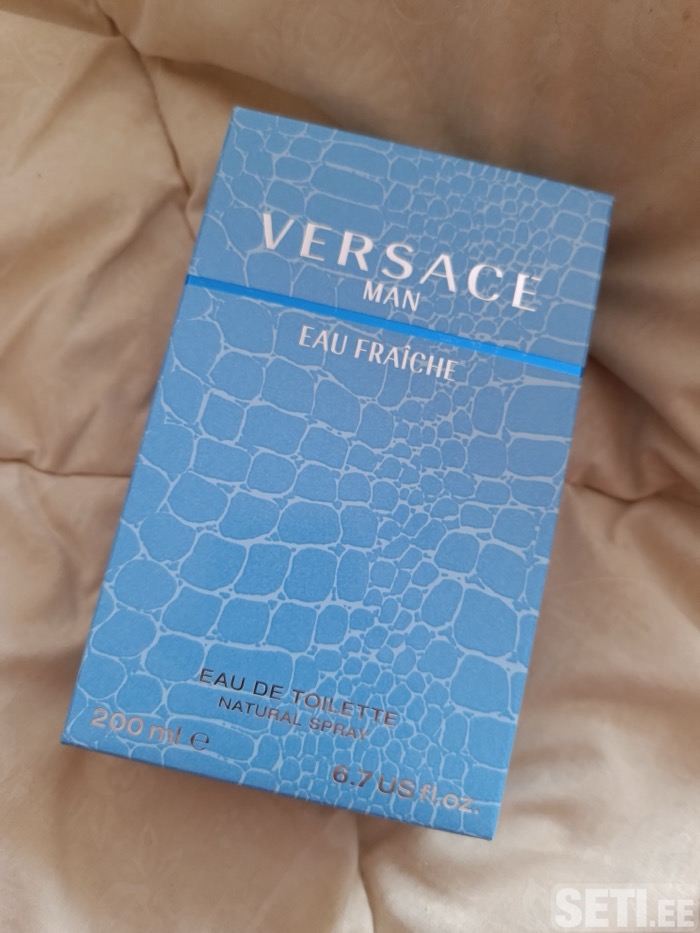 VERSACE
MAN
EAU FRAÎCHE
EAU DE TOILETTE
NATURAL SPRAY
200 ml ℮
6.7 US fl.oz.
SETI.EE